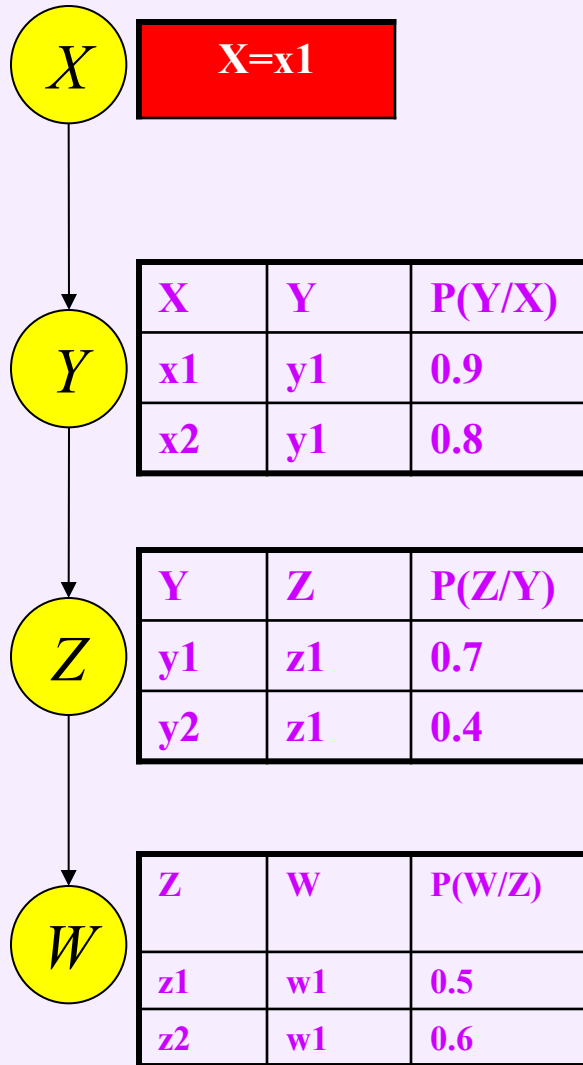 X X=x1
X Y P(Y/X)
Y x1 y1 0.9
x2 y1 0.8
Y Z P(Z/Y)
Z y1 z1 0.7
y2 z1 0.4
Z W P(W/Z)
W
z1 w1 0.5
z2 w1 0.6